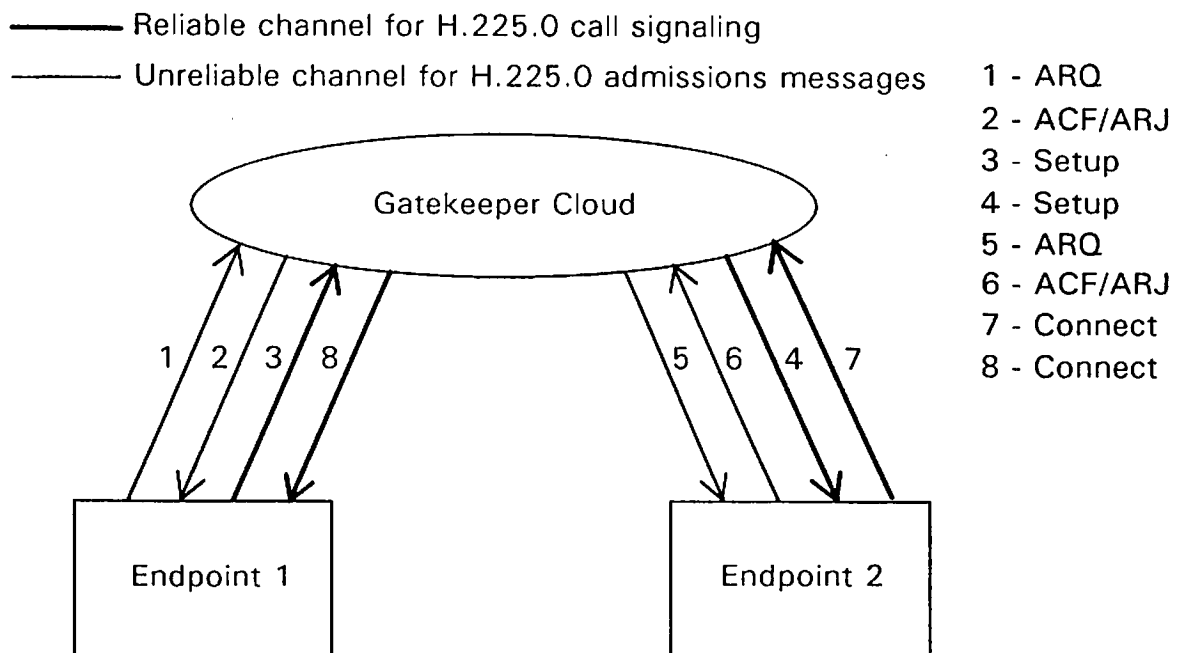 Reliable channel for H.225.0 call signaling
Unreliable channel for H.225.0 admissions messages
1 - ARQ
2 - ACF/ARJ
3 - Setup
4 - Setup
5 - ARQ
6 - ACF/ARJ
7 - Connect
8 - Connect
Gatekeeper Cloud
1 2 3 8 5 6 4 7
Endpoint 1
Endpoint 2